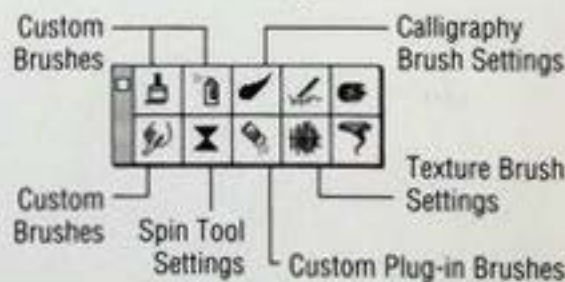 Custom
Brushes
Calligraphy
Brush Settings
Custom
Brushes
Spin Tool
Settings
Texture Brush
Settings
Custom Plug-in Brushes